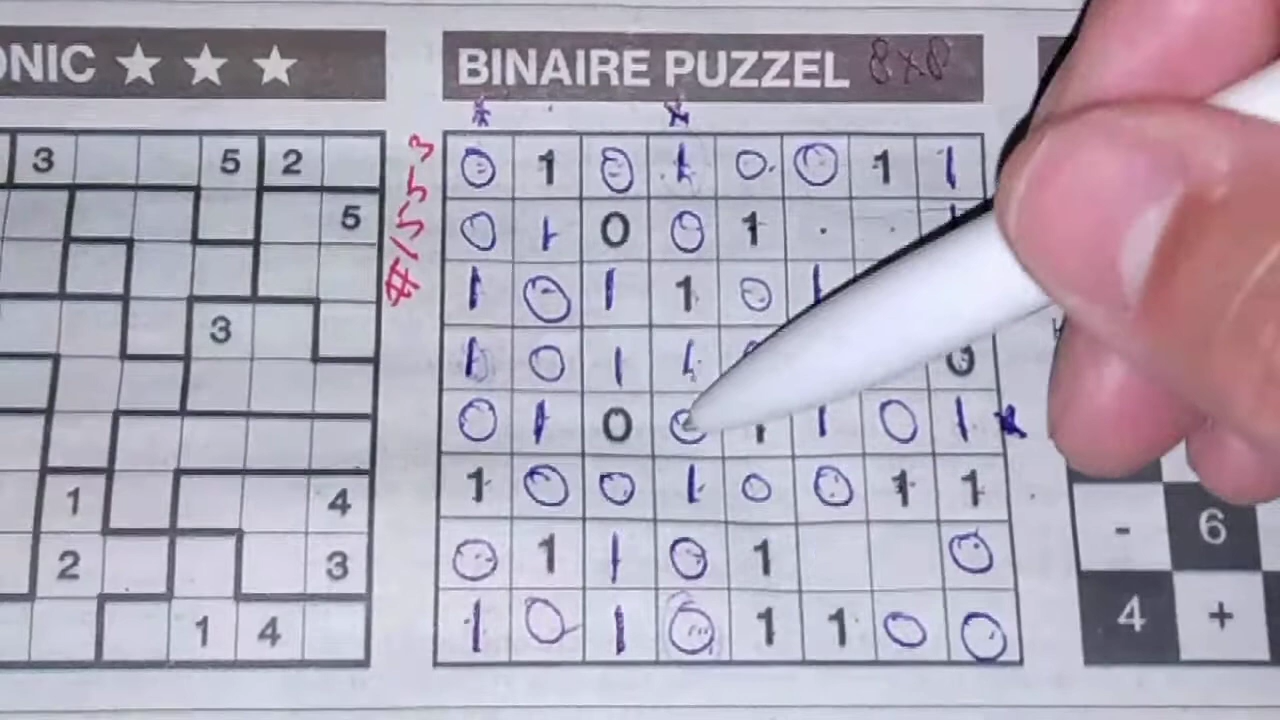 ONIC ★ ★ ★
BINAIRE PUZZEL 8x8
#1553
3 5 2
5
3
1 4
2 3
1 4
0 1 0 1 0 0 1 1
0 1 0 0 1
1 0 1 1 0 1
1 0 1 1 0
0 1 0 0 1 1 0 1
1 0 0 1 0 0 1 1
0 1 1 0 1 0
1 0 1 0 1 1 0 0
- 6
4 +